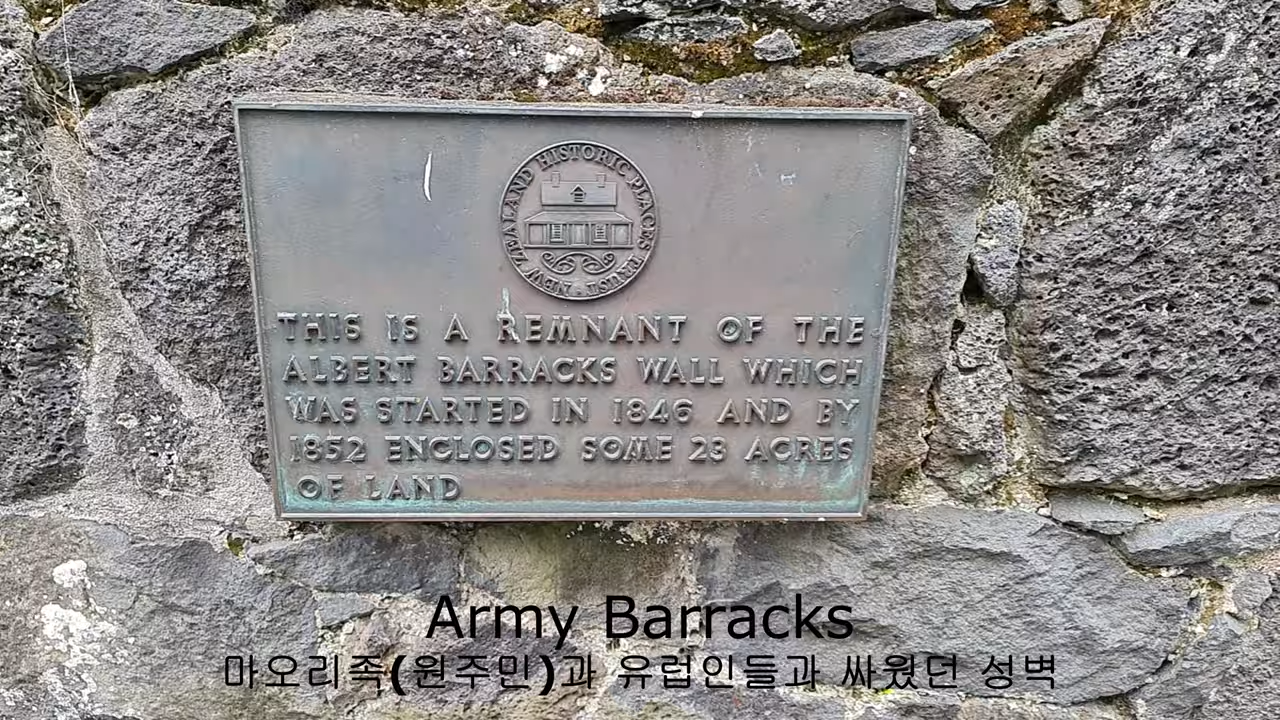 NEW ZEALAND HISTORIC PLACES TRUST
THIS IS A REMNANT OF THE
ALBERT BARRACKS WALL WHICH
WAS STARTED IN 1846 AND BY
1852 ENCLOSED SOME 23 ACRES
OF LAND
Army Barracks
마오리족(원주민)과 유럽인들과 싸웠던 성벽